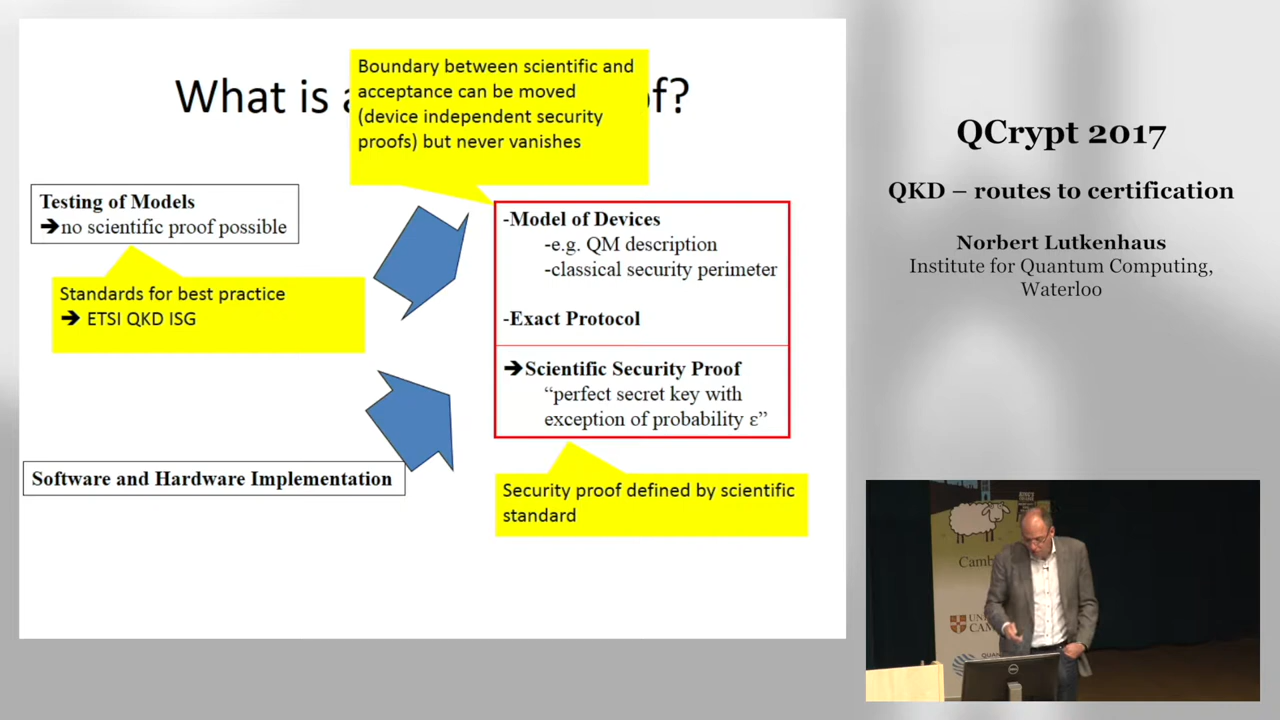 What is a
of?
Boundary between scientific and
acceptance can be moved
(device independent security
proofs) but never vanishes
Testing of Models
➔no scientific proof possible
Standards for best practice
➔ ETSI QKD ISG
Software and Hardware Implementation
-Model of Devices
-e.g. QM description
-classical security perimeter
-Exact Protocol
➔Scientific Security Proof
“perfect secret key with
exception of probability ε”
Security proof defined by scientific
standard
QCrypt 2017
QKD – routes to certification
Norbert Lutkenhaus
Institute for Quantum Computing,
Waterloo